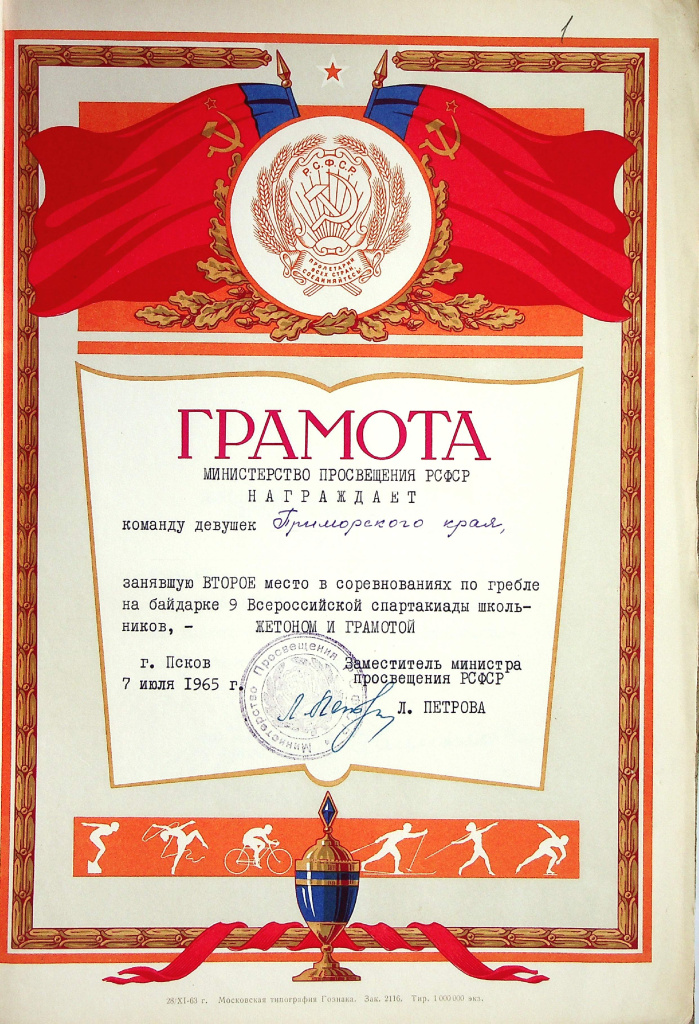 1
Р.С.Ф.С.Р.
ПРОЛЕТАРИИ
ВСЕХ СТРАН,
СОЕДИНЯЙТЕСЬ!
ГРАМОТА
МИНИСТЕРСТВО ПРОСВЕЩЕНИЯ РСФСР
НАГРАЖДАЕТ
команду девушек Приморского края,
занявшую ВТОРОЕ место в соревнованиях по гребле
на байдарке 9 Всероссийской спартакиады школь-
ников, - ЖЕТОНОМ И ГРАМОТОЙ
г. Псков Заместитель министра
7 июля 1965 г. просвещения РСФСР
Л. ПЕТРОВА
Министерство Просвещения
28/XI-63 г. Московская типография Гознака. Зак. 2116. Тир. 1 000 000 экз.